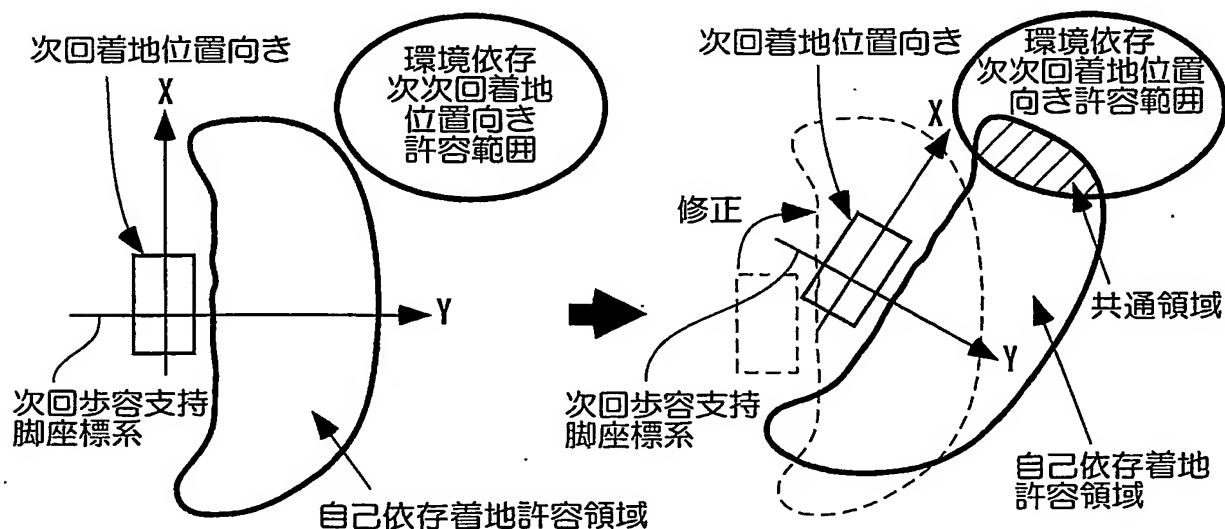 次回着地位置向き
X
環境依存
次次回着地
位置向き
許容範囲
Y
次回歩容支持
脚座標系
自己依存着地許容領域
次回着地位置向き
環境依存
次次回着地位置
向き許容範囲
X
修正
共通領域
Y
次回歩容支持
脚座標系
自己依存着地
許容領域